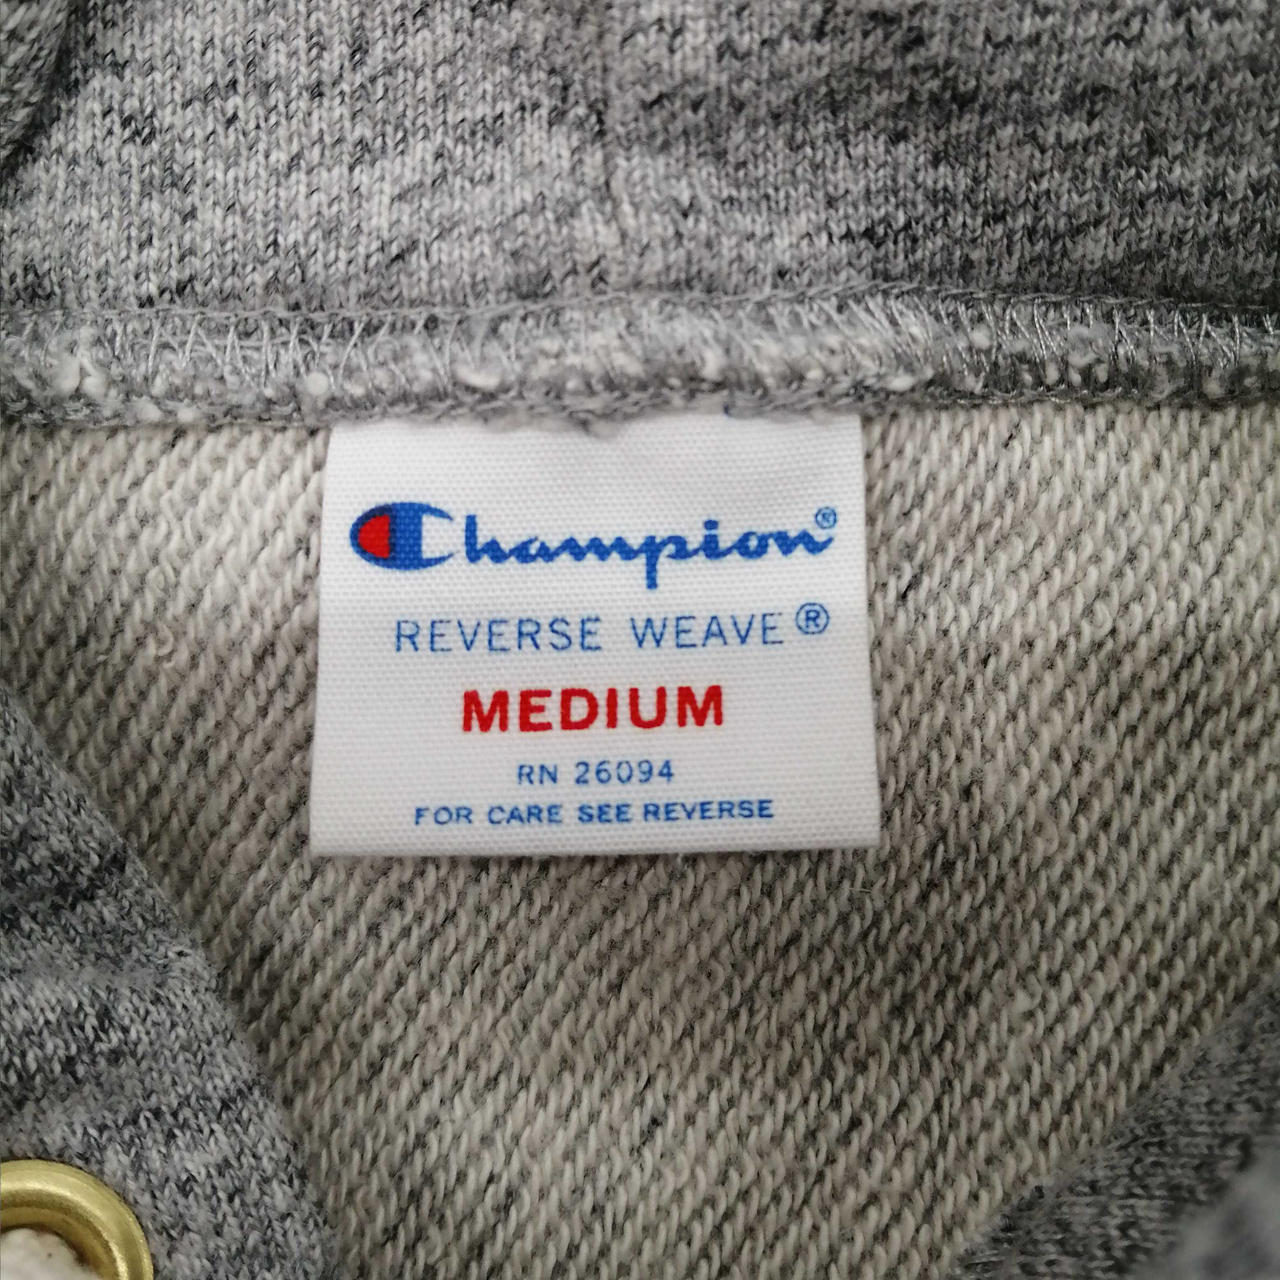 Champion®
REVERSE WEAVE®
MEDIUM
RN 26094
FOR CARE SEE REVERSE